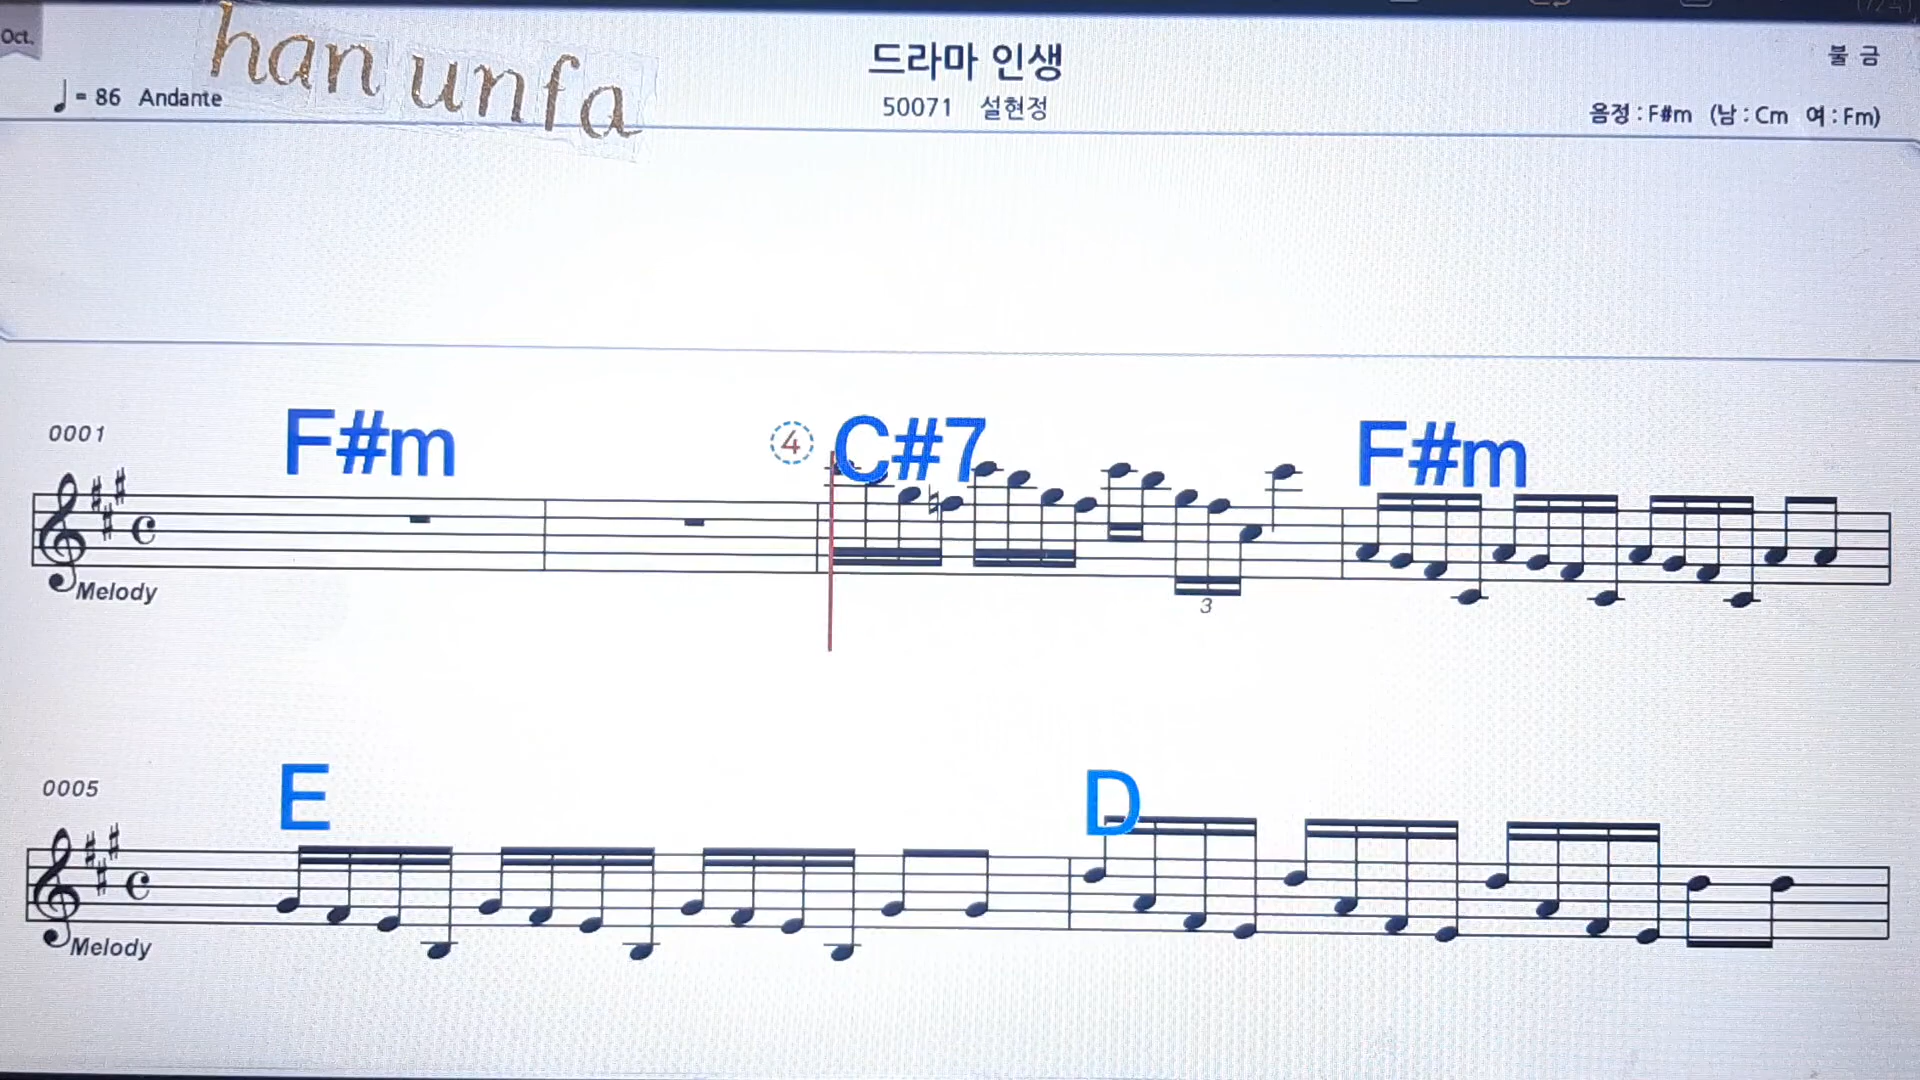 Oct.
han unfa
♩= 86 Andante
드라마 인생
50071 설현정
불 금
음정 : F#m (남 : Cm 여 : Fm)
0001
F#m
4
C#7
F#m
Melody
3
0005
E
D
Melody